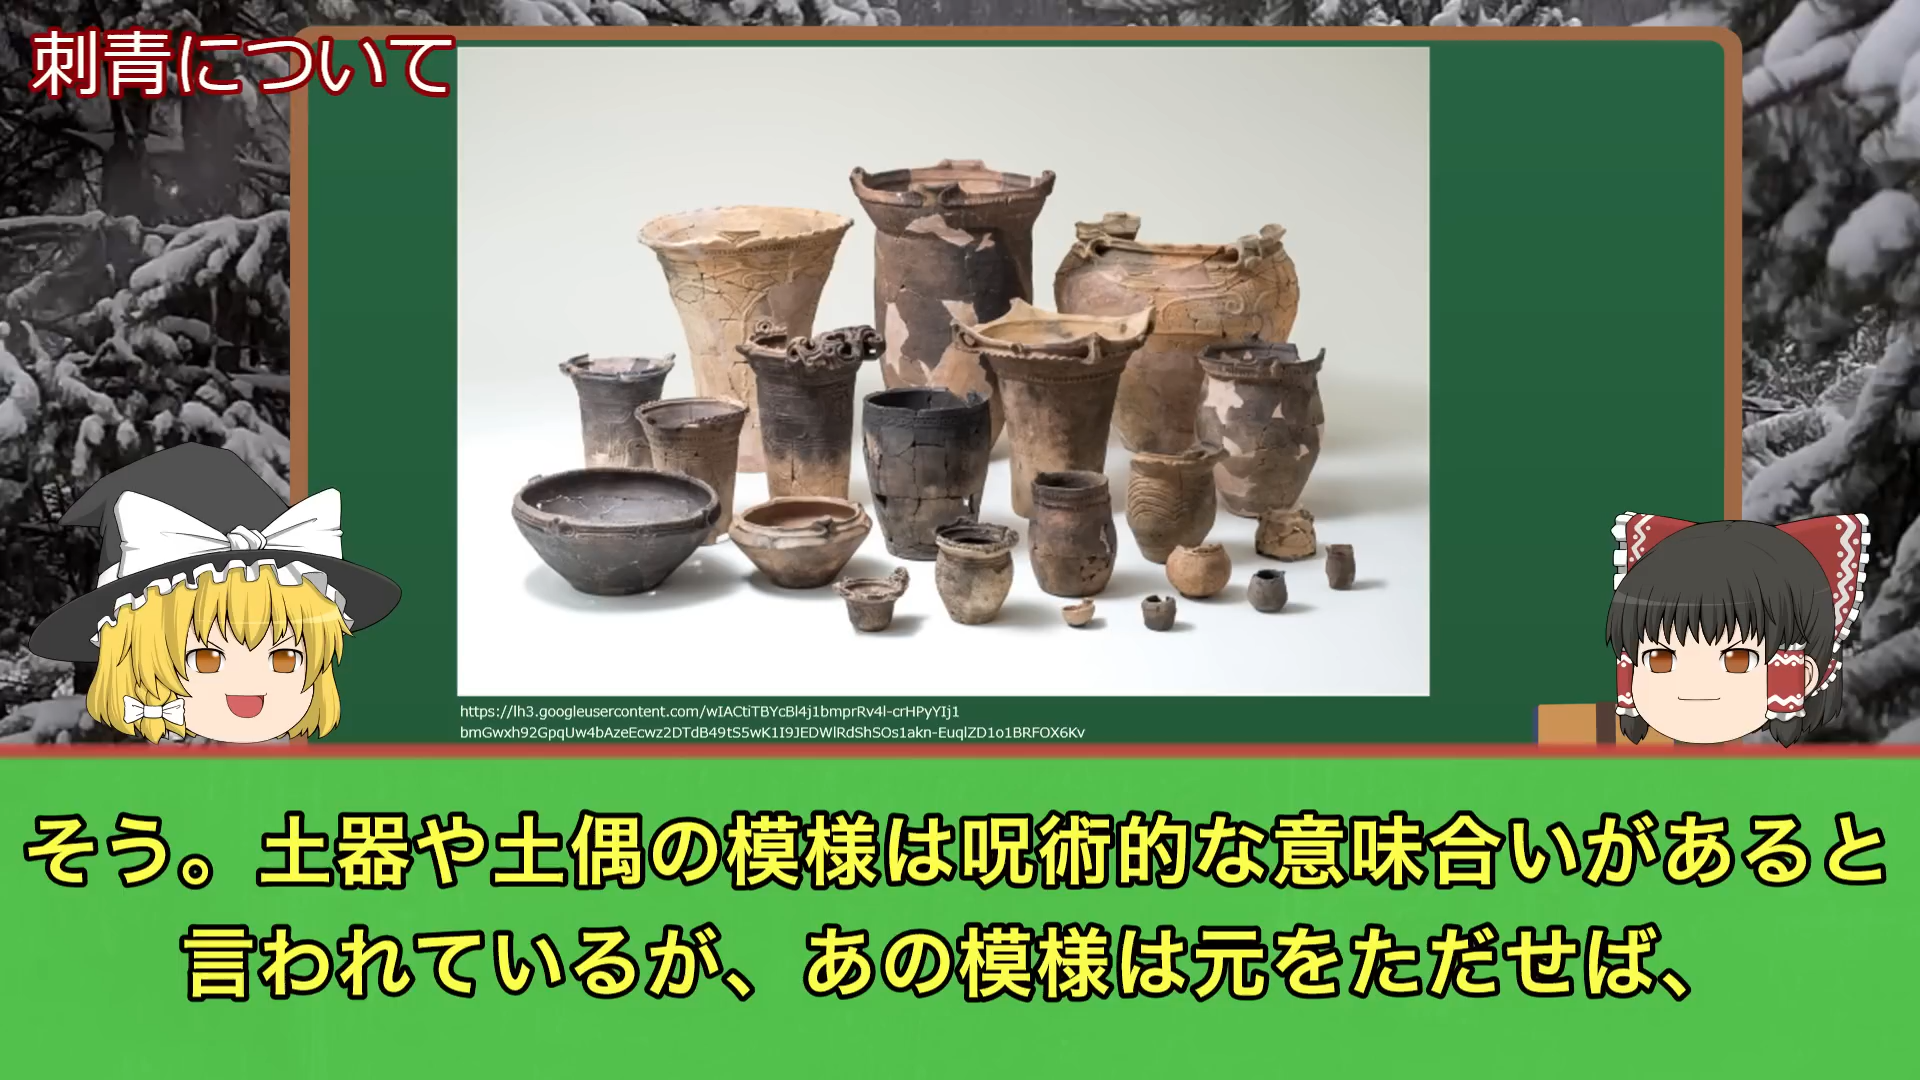 刺青について
https://lh3.googleusercontent.com/wIACtiTBYcBl4j1bmprRv4l-crHPyYIj1
bmGwxh92GpqUw4bAzeEcwz2DTdB49tS5wK1I9JEDWlRdShSOs1akn-EuqlZD1o1BRFOX6Kv
そう。土器や土偶の模様は呪術的な意味合いがあると
言われているが、あの模様は元をただせば、